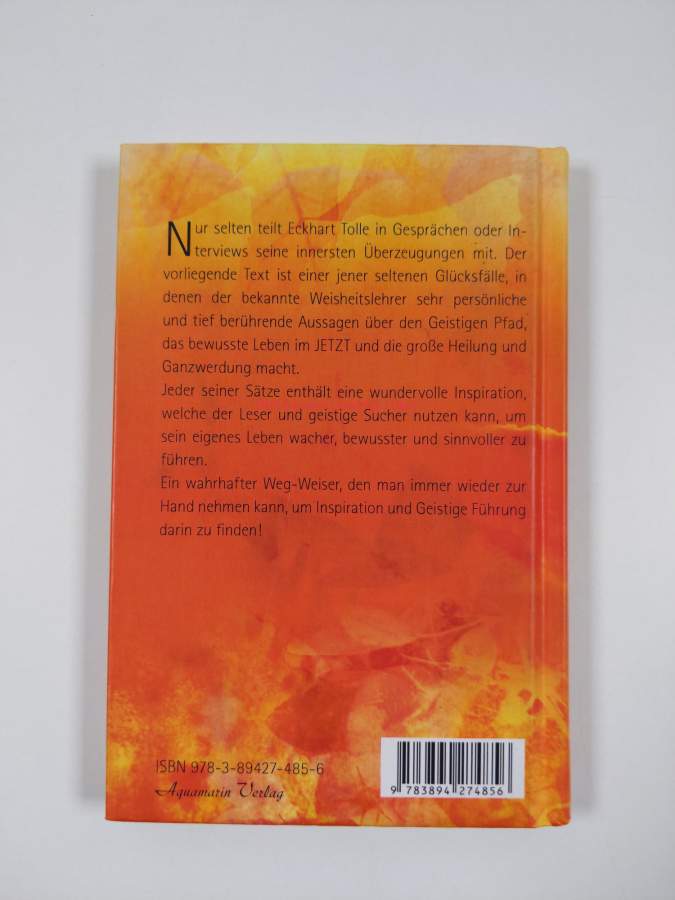 Nur selten teilt Eckhart Tolle in Gesprächen oder In-
terviews seine innersten Überzeugungen mit. Der
vorliegende Text ist einer jener seltenen Glücksfälle, in
denen der bekannte Weisheitslehrer sehr persönliche
und tief berührende Aussagen über den Geistigen Pfad,
das bewusste Leben im JETZT und die große Heilung und
Ganzwerdung macht.
Jeder seiner Sätze enthält eine wundervolle Inspiration,
welche der Leser und geistige Sucher nutzen kann, um
sein eigenes Leben wacher, bewusster und sinnvoller zu
führen.
Ein wahrhafter Weg-Weiser, den man immer wieder zur
Hand nehmen kann, um Inspiration und Geistige Führung
darin zu finden!
ISBN 978-3-89427-485-6
Aquamarin Verlag
9 783894 274856